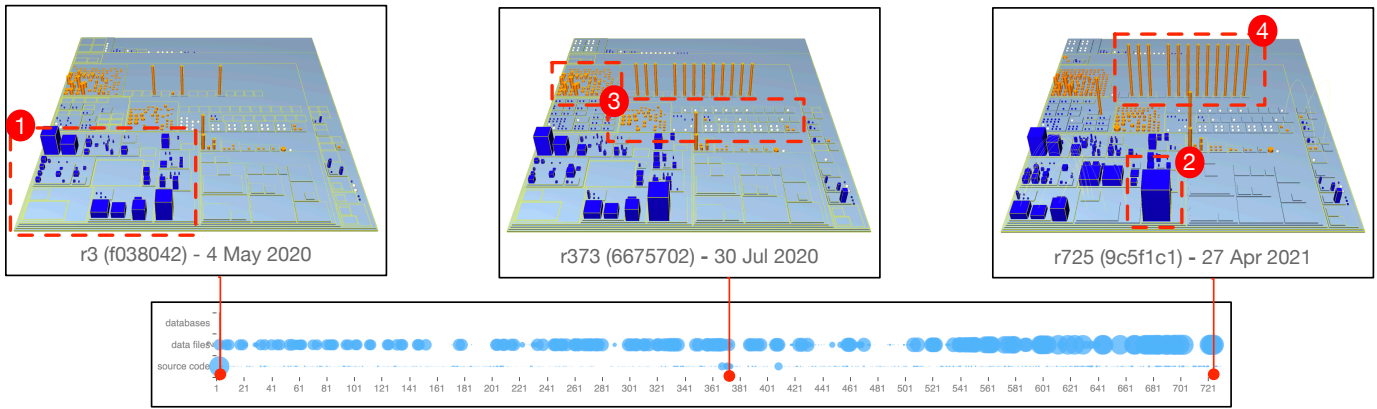 1
3
4
2
r3 (f038042) - 4 May 2020
r373 (6675702) - 30 Jul 2020
r725 (9c5f1c1) - 27 Apr 2021
databases
data files
source code
1 21 41 61 81 101 121 141 161 181 201 221 241 261 281 301 321 341 361 381 401 421 441 461 481 501 521 541 561 581 601 621 641 661 681 701 721